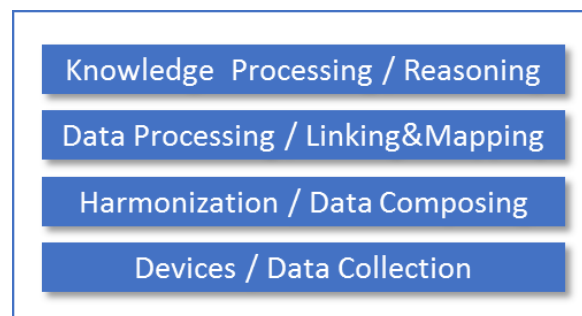 Knowledge Processing / Reasoning
Data Processing / Linking&Mapping
Harmonization / Data Composing
Devices / Data Collection